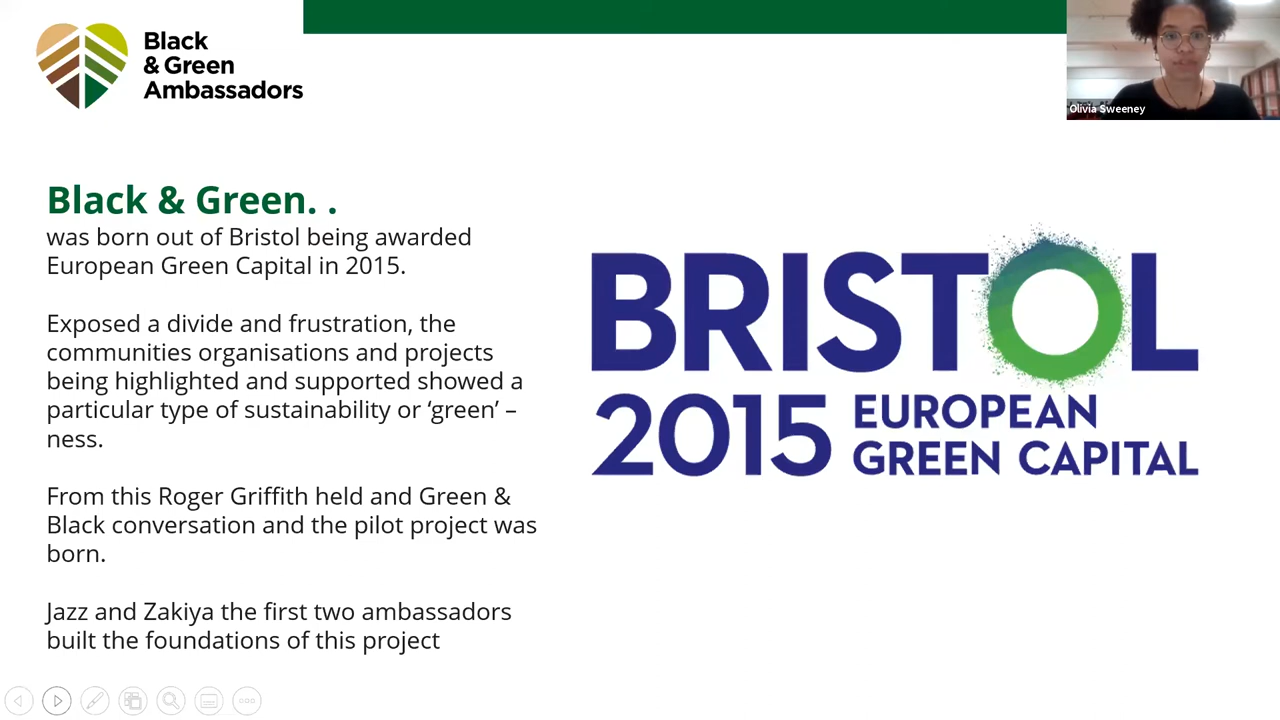 Black
& Green
Ambassadors
Olivia Sweeney
Black & Green. .
was born out of Bristol being awarded
European Green Capital in 2015.
Exposed a divide and frustration, the
communities organisations and projects
being highlighted and supported showed a
particular type of sustainability or ‘green’ –
ness.
From this Roger Griffith held and Green &
Black conversation and the pilot project was
born.
Jazz and Zakiya the first two ambassadors
built the foundations of this project
BRISTOL
2015 EUROPEAN
GREEN CAPITAL